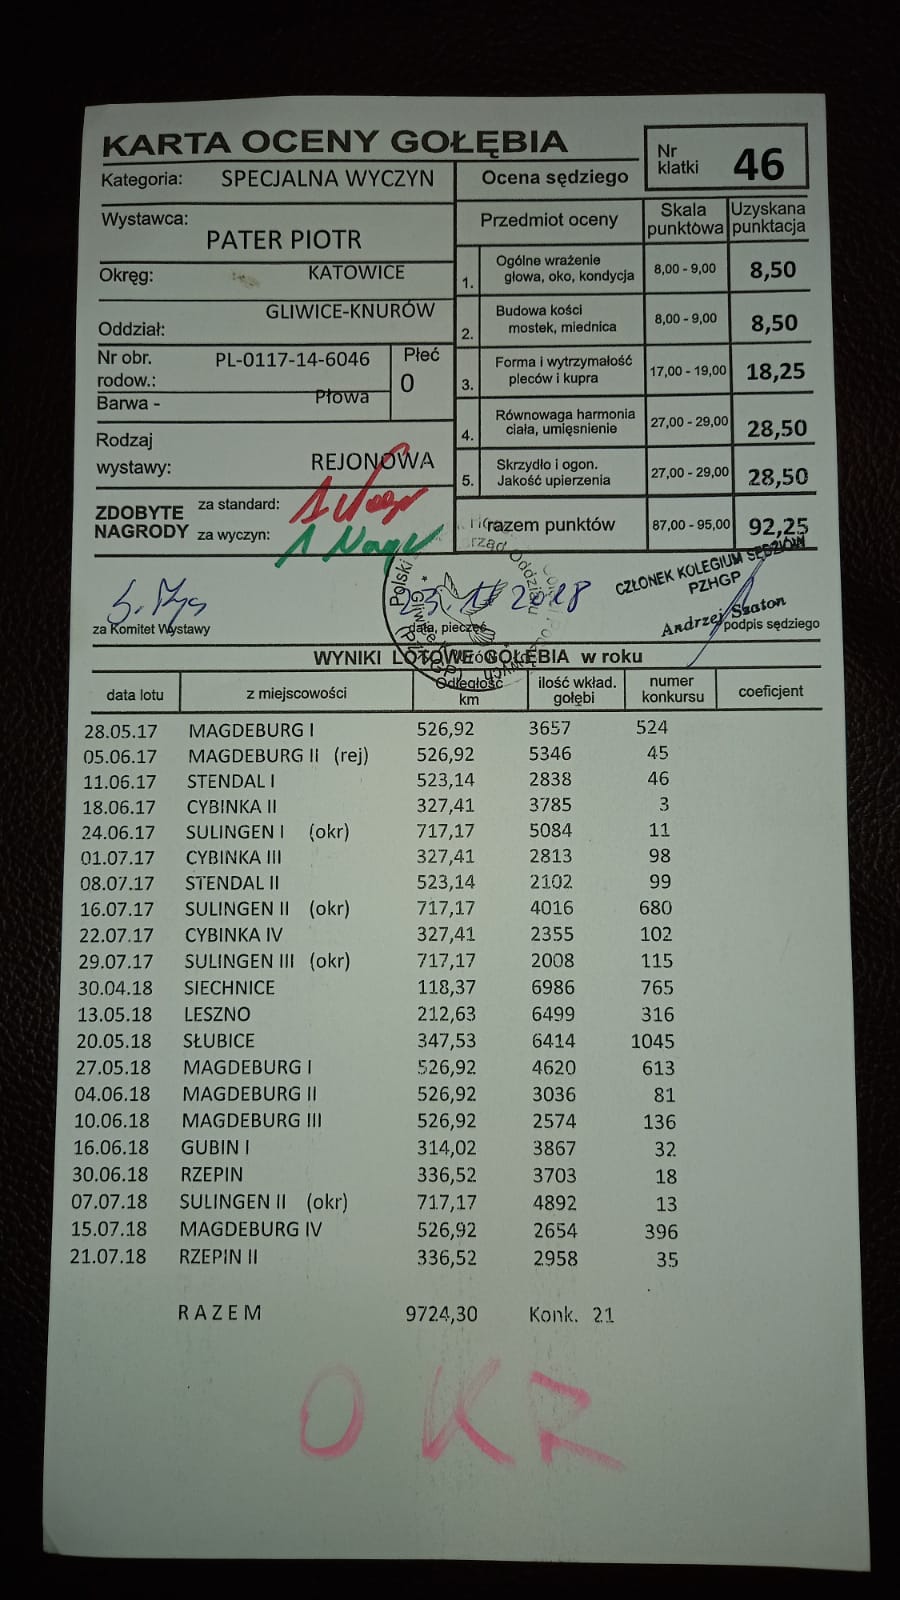 KARTA OCENY GOŁĘBIA
Nr klatki 46
Kategoria: SPECJALNA WYCZYN
Wystawca: PATER PIOTR
Okręg: KATOWICE
Oddział: GLIWICE-KNURÓW
Nr obr. rodow.: PL-0117-14-6046
Płeć 0
Barwa - Płowa
Rodzaj wystawy: REJONOWA
ZDOBYTE NAGRODY
za standard: 1
za wyczyn: 1
Ocena sędziego
Przedmiot oceny Skala punktowa Uzyskana punktacja
1. Ogólne wrażenie głowa, oko, kondycja 8,00 - 9,00 8,50
2. Budowa kości mostek, miednica 8,00 - 9,00 8,50
3. Forma i wytrzymałość pleców i kupra 17,00 - 19,00 18,25
4. Równowaga harmonia ciała, umięsnienie 27,00 - 29,00 28,50
5. Skrzydło i ogon. Jakość upierzenia 27,00 - 29,00 28,50
razem punktów 87,00 - 95,00 92,25
za Komitet Wystawy
Polski
2018
data, pieczęć
CZŁONEK KOLEGIUM SĘDZIÓW
PZHGP
Andrzej Szaton
podpis sędziego
WYNIKI LOTOWE GOŁĘBIA w roku
data lotu z miejscowości Odległość km ilość wkład. gołębi numer konkursu coeficjent
28.05.17 MAGDEBURG I 526,92 3657 524
05.06.17 MAGDEBURG II (rej) 526,92 5346 45
11.06.17 STENDAL I 523,14 2838 46
18.06.17 CYBINKA II 327,41 3785 3
24.06.17 SULINGEN I (okr) 717,17 5084 11
01.07.17 CYBINKA III 327,41 2813 98
08.07.17 STENDAL II 523,14 2102 99
16.07.17 SULINGEN II (okr) 717,17 4016 680
22.07.17 CYBINKA IV 327,41 2355 102
29.07.17 SULINGEN III (okr) 717,17 2008 115
30.04.18 SIECHNICE 118,37 6986 765
13.05.18 LESZNO 212,63 6499 316
20.05.18 SŁUBICE 347,53 6414 1045
27.05.18 MAGDEBURG I 526,92 4620 613
04.06.18 MAGDEBURG II 526,92 3036 81
10.06.18 MAGDEBURG III 526,92 2574 136
16.06.18 GUBIN I 314,02 3867 32
30.06.18 RZEPIN 336,52 3703 18
07.07.18 SULINGEN II (okr) 717,17 4892 13
15.07.18 MAGDEBURG IV 526,92 2654 396
21.07.18 RZEPIN II 336,52 2958 35
RAZEM 9724,30 Konk. 21
OKR